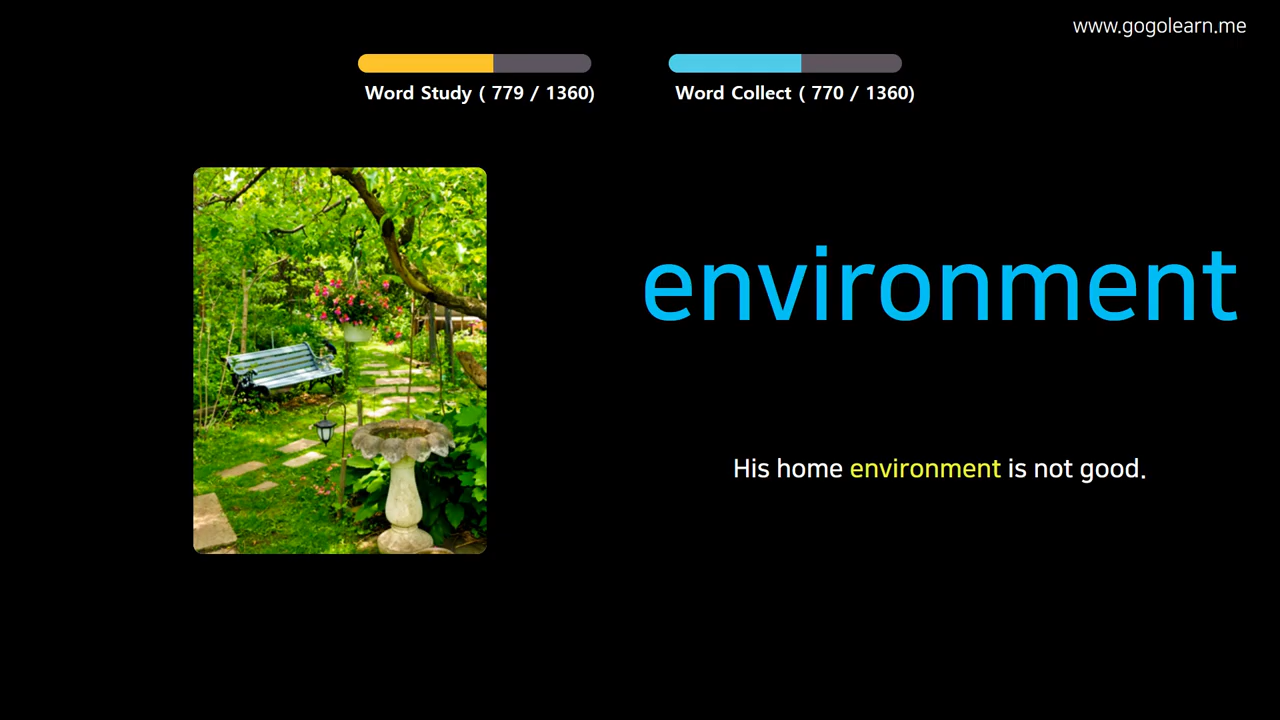 www.gogolearn.me
Word Study ( 779 / 1360)
Word Collect ( 770 / 1360)
environment
His home environment is not good.